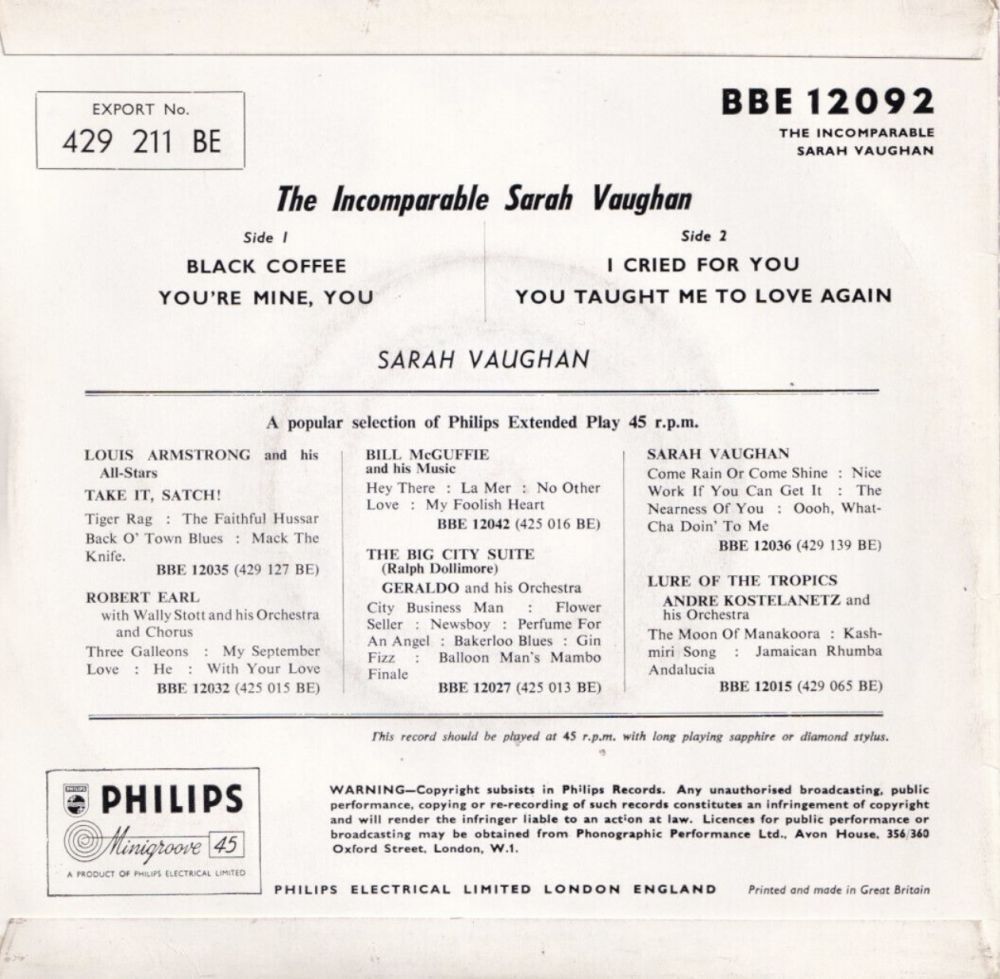 EXPORT No.
429 211 BE
BBE 12092
THE INCOMPARABLE
SARAH VAUGHAN
The Incomparable Sarah Vaughan
Side 1
BLACK COFFEE
YOU'RE MINE, YOU
Side 2
I CRIED FOR YOU
YOU TAUGHT ME TO LOVE AGAIN
SARAH VAUGHAN
A popular selection of Philips Extended Play 45 r.p.m.
LOUIS ARMSTRONG and his
All-Stars
TAKE IT, SATCH!
Tiger Rag : The Faithful Hussar
Back O' Town Blues : Mack The
Knife.
BBE 12035 (429 127 BE)
ROBERT EARL
with Wally Stott and his Orchestra
and Chorus
Three Galleons : My September
Love : He : With Your Love
BBE 12032 (425 015 BE)
BILL McGUFFIE
and his Music
Hey There : La Mer : No Other
Love : My Foolish Heart
BBE 12042 (425 016 BE)
THE BIG CITY SUITE
(Ralph Dollimore)
GERALDO and his Orchestra
City Business Man : Flower
Seller : Newsboy : Perfume For
An Angel : Bakerloo Blues : Gin
Fizz : Balloon Man's Mambo
Finale
BBE 12027 (425 013 BE)
SARAH VAUGHAN
Come Rain Or Come Shine : Nice
Work If You Can Get It : The
Nearness Of You : Oooh, What-
Cha Doin' To Me
BBE 12036 (429 139 BE)
LURE OF THE TROPICS
ANDRE KOSTELANETZ and
his Orchestra
The Moon Of Manakoora : Kash-
miri Song : Jamaican Rhumba
Andalucia
BBE 12015 (429 065 BE)
This record should be played at 45 r.p.m. with long playing sapphire or diamond stylus.
PHILIPS
PHILIPS
Minigroove 45
A PRODUCT OF PHILIPS ELECTRICAL LIMITED
WARNING—Copyright subsists in Philips Records. Any unauthorised broadcasting, public
performance, copying or re-recording of such records constitutes an infringement of copyright
and will render the infringer liable to an action at law. Licences for public performance or
broadcasting may be obtained from Phonographic Performance Ltd., Avon House, 356/360
Oxford Street, London, W.1.
PHILIPS ELECTRICAL LIMITED LONDON ENGLAND
Printed and made in Great Britain